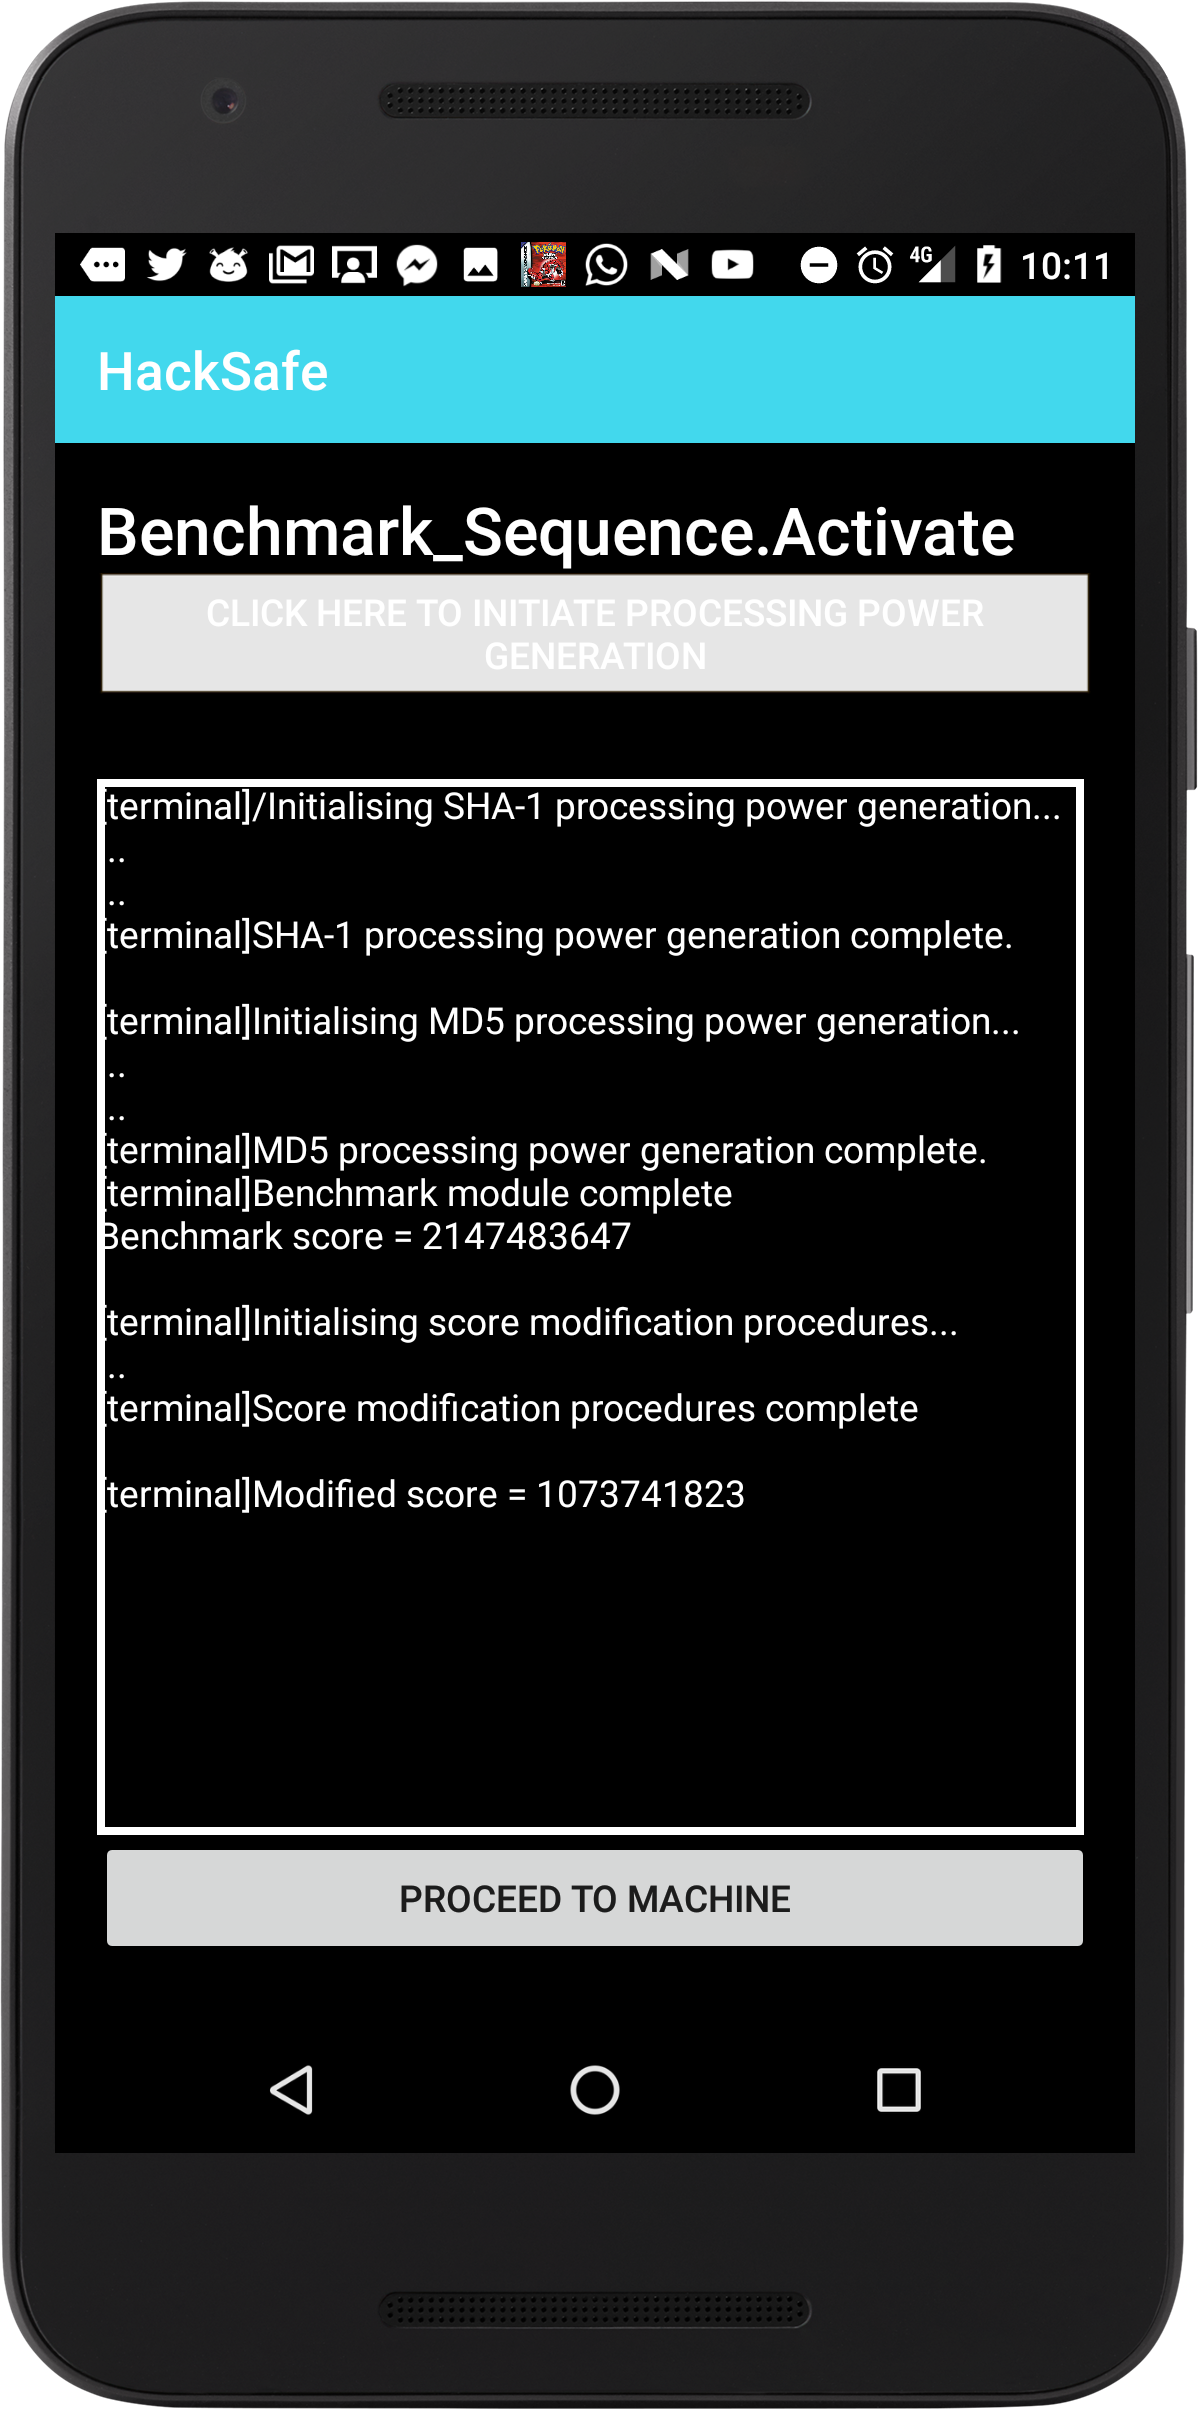 4G 10:11
HackSafe
Benchmark_Sequence.Activate
CLICK HERE TO INITIATE PROCESSING POWER
GENERATION
[terminal]/Initialising SHA-1 processing power generation...
..
..
[terminal]SHA-1 processing power generation complete.
[terminal]Initialising MD5 processing power generation...
..
..
[terminal]MD5 processing power generation complete.
[terminal]Benchmark module complete
Benchmark score = 2147483647
[terminal]Initialising score modification procedures...
..
[terminal]Score modification procedures complete
[terminal]Modified score = 1073741823
PROCEED TO MACHINE